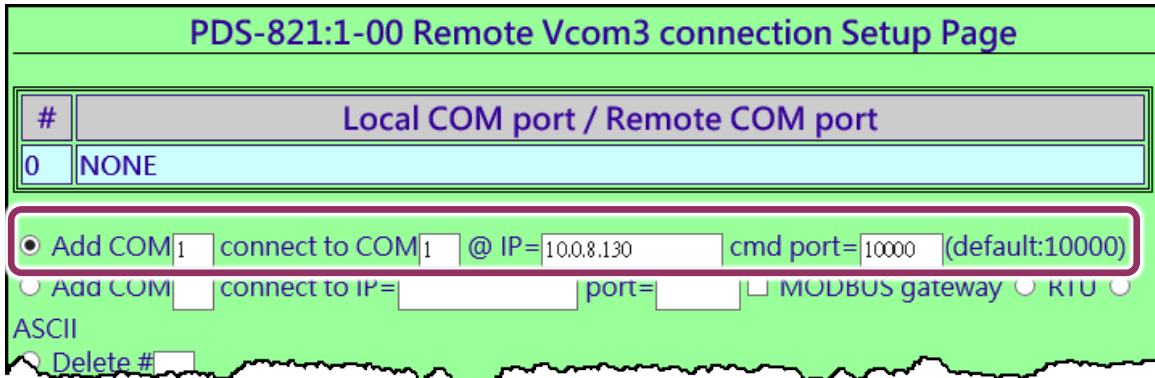 PDS-821:1-00 Remote Vcom3 connection Setup Page
# Local COM port / Remote COM port
0 NONE
Add COM 1 connect to COM 1 @ IP= 10.0.8.130 cmd port= 10000 (default:10000)
Add COM connect to IP= port= MODBUS gateway RTU
ASCII
Delete #